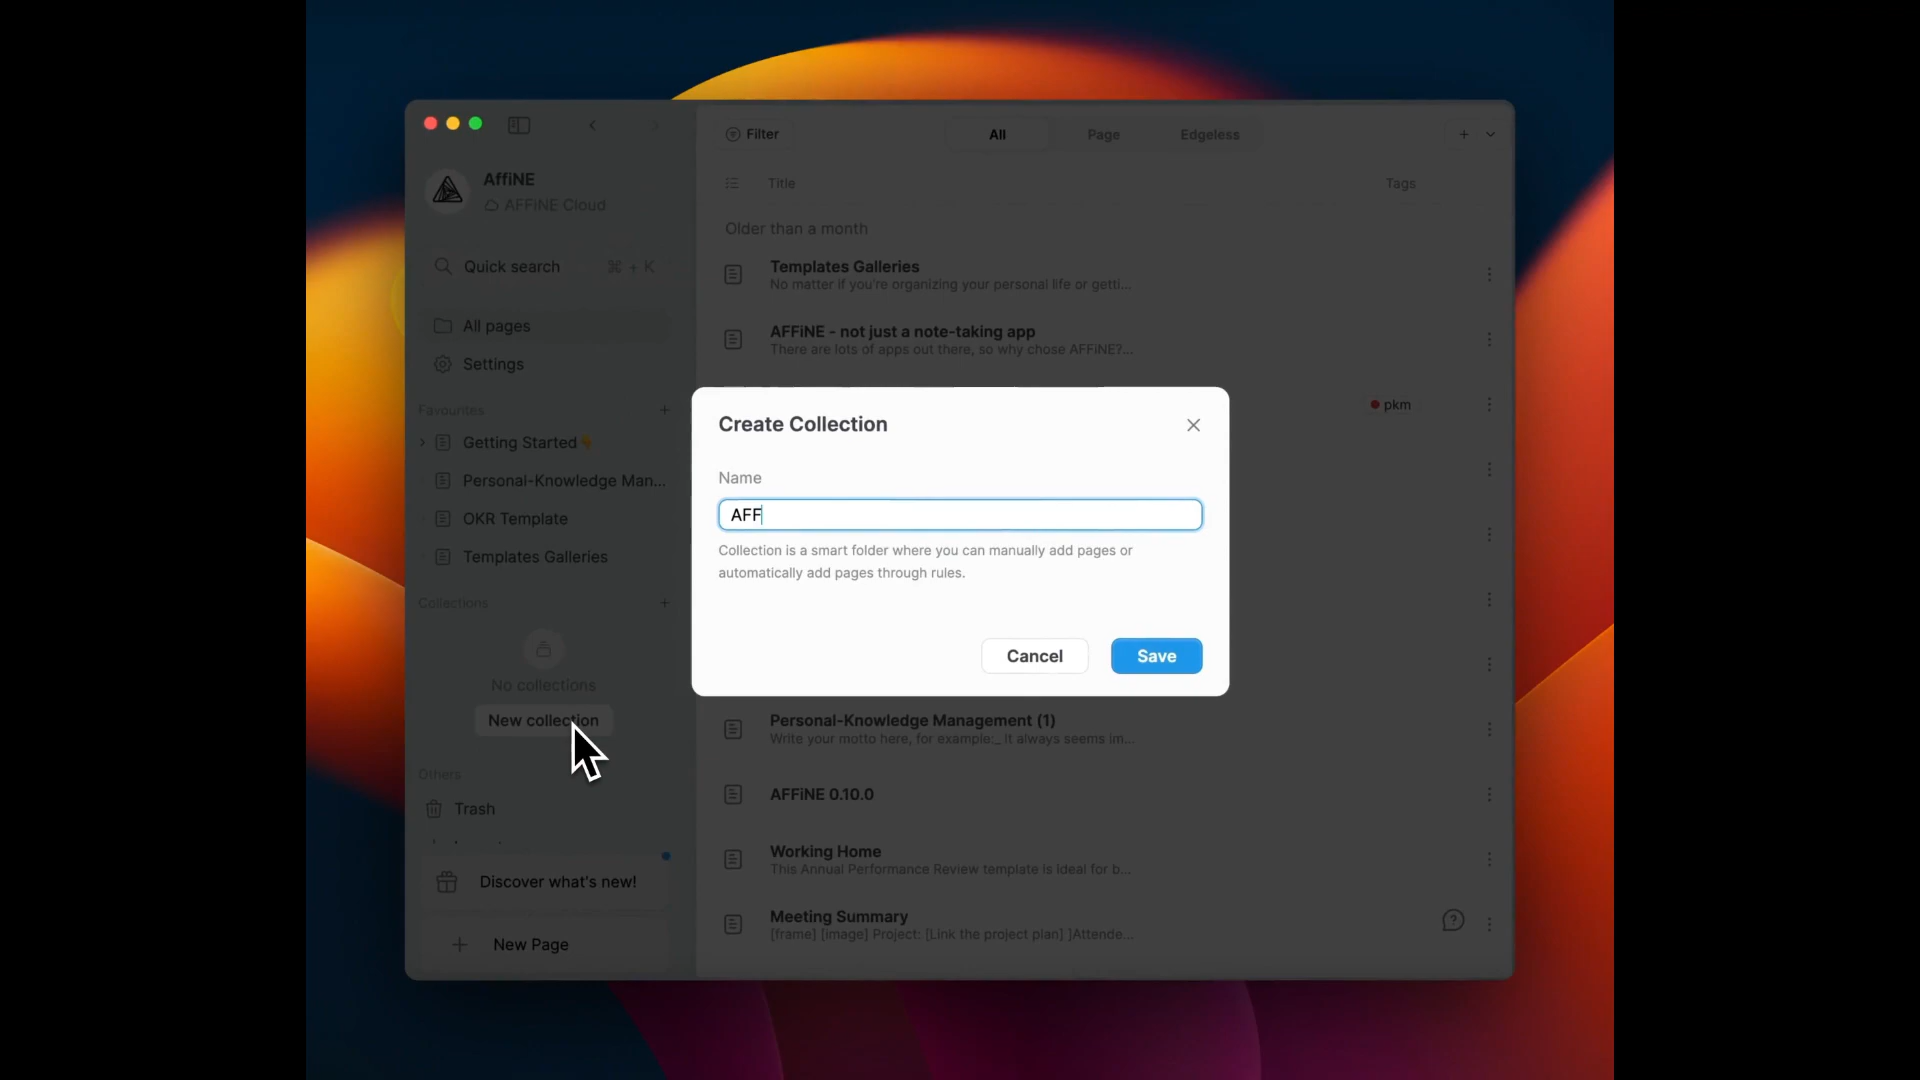 AffiNE
AFFiNE Cloud
Quick search
⌘ + K
All pages
Settings
Favourites
Getting Started
Personal-Knowledge Man...
OKR Template
Templates Galleries
Collections
No collections
New collection
Others
Trash
Discover what's new!
New Page
Filter
All
Page
Edgeless
Title
Tags
Older than a month
Templates Galleries
No matter if you're organizing your personal life or getti...
AFFiNE - not just a note-taking app
There are lots of apps out there, so why chose AFFiNE?...
pkm
Create Collection
Name
AFF
Collection is a smart folder where you can manually add pages or
automatically add pages through rules.
Cancel
Save
Personal-Knowledge Management (1)
Write your motto here, for example:_ It always seems im...
AFFiNE 0.10.0
Working Home
This Annual Performance Review template is ideal for b...
Meeting Summary
[frame] [image] Project: [Link the project plan] ]Attende...